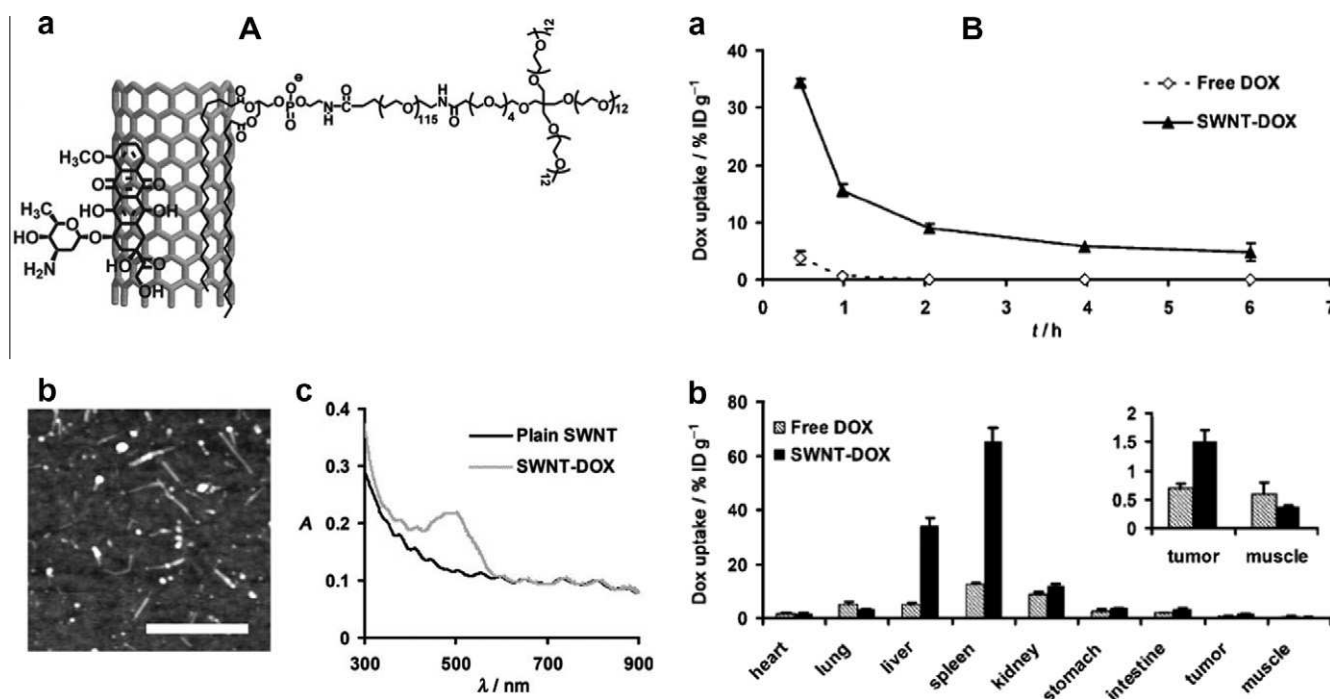 a
A
12
O
O
O
O P O
O
O
N
H
O
115
H
N
O
4
12
12
H₃CO
O
O
HO
OH
CH₃
O
HO
O
H₂N
HO
O
OH
b
c
0.4
0.3
0.2
0.1
0
A
Plain SWNT
SWNT-DOX
300 500 700 900
λ / nm
a
B
Dox uptake / % ID g⁻¹
40
30
20
10
0
Free DOX
SWNT-DOX
0 1 2 3 4 5 6 7
t / h
b
Dox uptake / % ID g⁻¹
80
60
40
20
0
Free DOX
SWNT-DOX
2
1.5
1
0.5
0
tumor muscle
heart lung liver spleen kidney stomach intestine tumor muscle